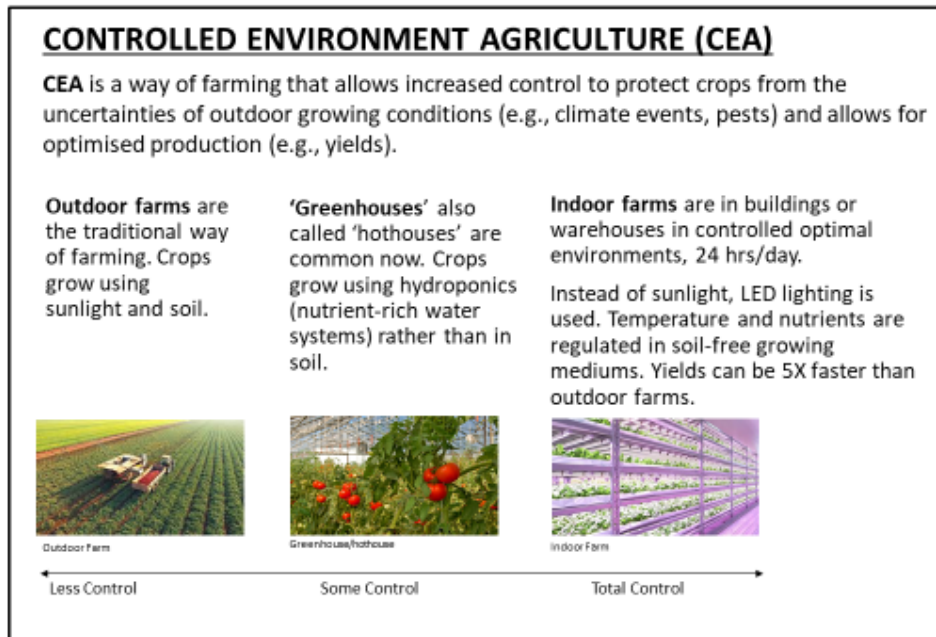 CONTROLLED ENVIRONMENT AGRICULTURE (CEA)
CEA is a way of farming that allows increased control to protect crops from the
uncertainties of outdoor growing conditions (e.g., climate events, pests) and allows for
optimised production (e.g., yields).
Outdoor farms are
the traditional way
of farming. Crops
grow using
sunlight and soil.
'Greenhouses' also
called 'hothouses' are
common now. Crops
grow using hydroponics
(nutrient-rich water
systems) rather than in
soil.
Indoor farms are in buildings or
warehouses in controlled optimal
environments, 24 hrs/day.
Instead of sunlight, LED lighting is
used. Temperature and nutrients are
regulated in soil-free growing
mediums. Yields can be 5X faster than
outdoor farms.
Outdoor Farm
Greenhouse/hothouse
Indoor Farm
Less Control
Some Control
Total Control